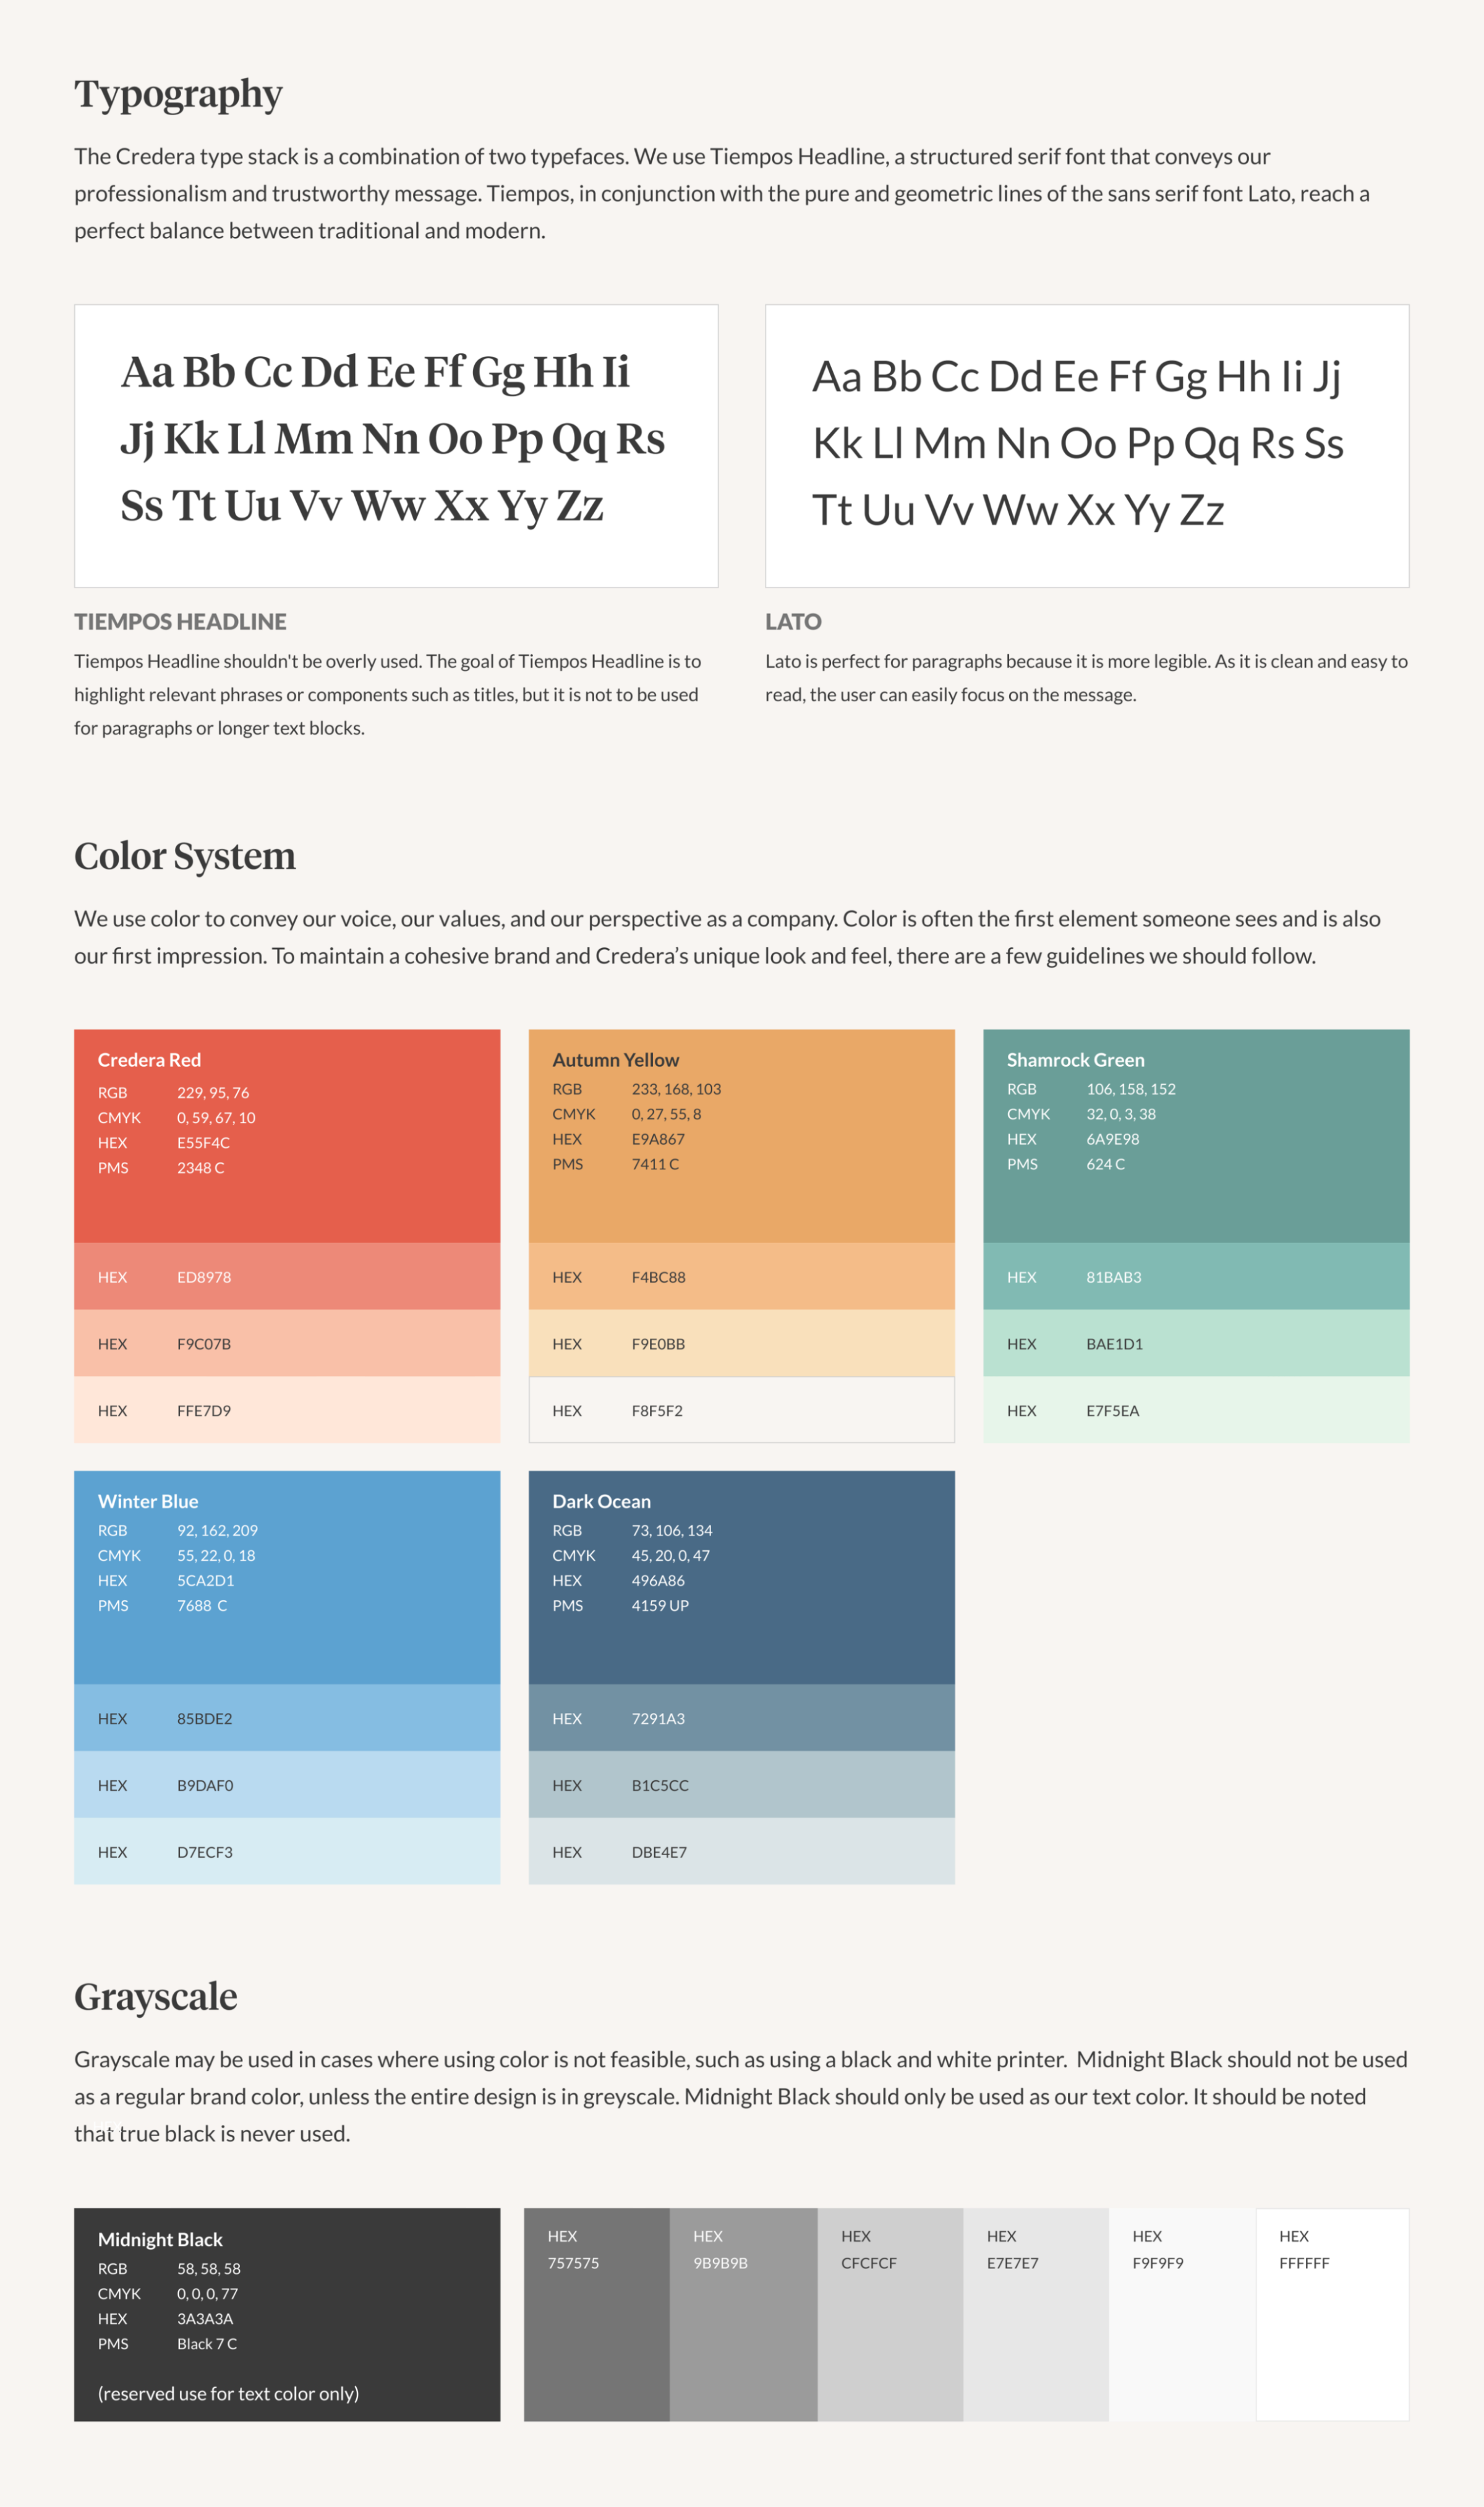 Typography
The Credera type stack is a combination of two typefaces. We use Tiempos Headline, a structured serif font that conveys our
professionalism and trustworthy message. Tiempos, in conjunction with the pure and geometric lines of the sans serif font Lato, reach a
perfect balance between traditional and modern.
Aa Bb Cc Dd Ee Ff Gg Hh Ii
Jj Kk Ll Mm Nn Oo Pp Qq Rs
Ss Tt Uu Vv Ww Xx Yy Zz
TIEMPOS HEADLINE
Tiempos Headline shouldn't be overly used. The goal of Tiempos Headline is to
highlight relevant phrases or components such as titles, but it is not to be used
for paragraphs or longer text blocks.
Aa Bb Cc Dd Ee Ff Gg Hh Ii Jj
Kk Ll Mm Nn Oo Pp Qq Rs Ss
Tt Uu Vv Ww Xx Yy Zz
LATO
Lato is perfect for paragraphs because it is more legible. As it is clean and easy to
read, the user can easily focus on the message.
Color System
We use color to convey our voice, our values, and our perspective as a company. Color is often the first element someone sees and is also
our first impression. To maintain a cohesive brand and Credera’s unique look and feel, there are a few guidelines we should follow.
Credera Red
RGB 229, 95, 76
CMYK 0, 59, 67, 10
HEX E55F4C
PMS 2348 C
HEX ED8978
HEX F9C07B
HEX FFE7D9
Autumn Yellow
RGB 233, 168, 103
CMYK 0, 27, 55, 8
HEX E9A867
PMS 7411 C
HEX F4BC88
HEX F9E0BB
HEX F8F5F2
Shamrock Green
RGB 106, 158, 152
CMYK 32, 0, 3, 38
HEX 6A9E98
PMS 624 C
HEX 81BAB3
HEX BAE1D1
HEX E7F5EA
Winter Blue
RGB 92, 162, 209
CMYK 55, 22, 0, 18
HEX 5CA2D1
PMS 7688 C
HEX 85BDE2
HEX B9DAF0
HEX D7ECF3
Dark Ocean
RGB 73, 106, 134
CMYK 45, 20, 0, 47
HEX 496A86
PMS 4159 UP
HEX 7291A3
HEX B1C5CC
HEX DBE4E7
Grayscale
Grayscale may be used in cases where using color is not feasible, such as using a black and white printer. Midnight Black should not be used
as a regular brand color, unless the entire design is in greyscale. Midnight Black should only be used as our text color. It should be noted
that true black is never used.
Midnight Black
RGB 58, 58, 58
CMYK 0, 0, 0, 77
HEX 3A3A3A
PMS Black 7 C
(reserved use for text color only)
HEX
757575
HEX
9B9B9B
HEX
CFCFCF
HEX
E7E7E7
HEX
F9F9F9
HEX
FFFFFF